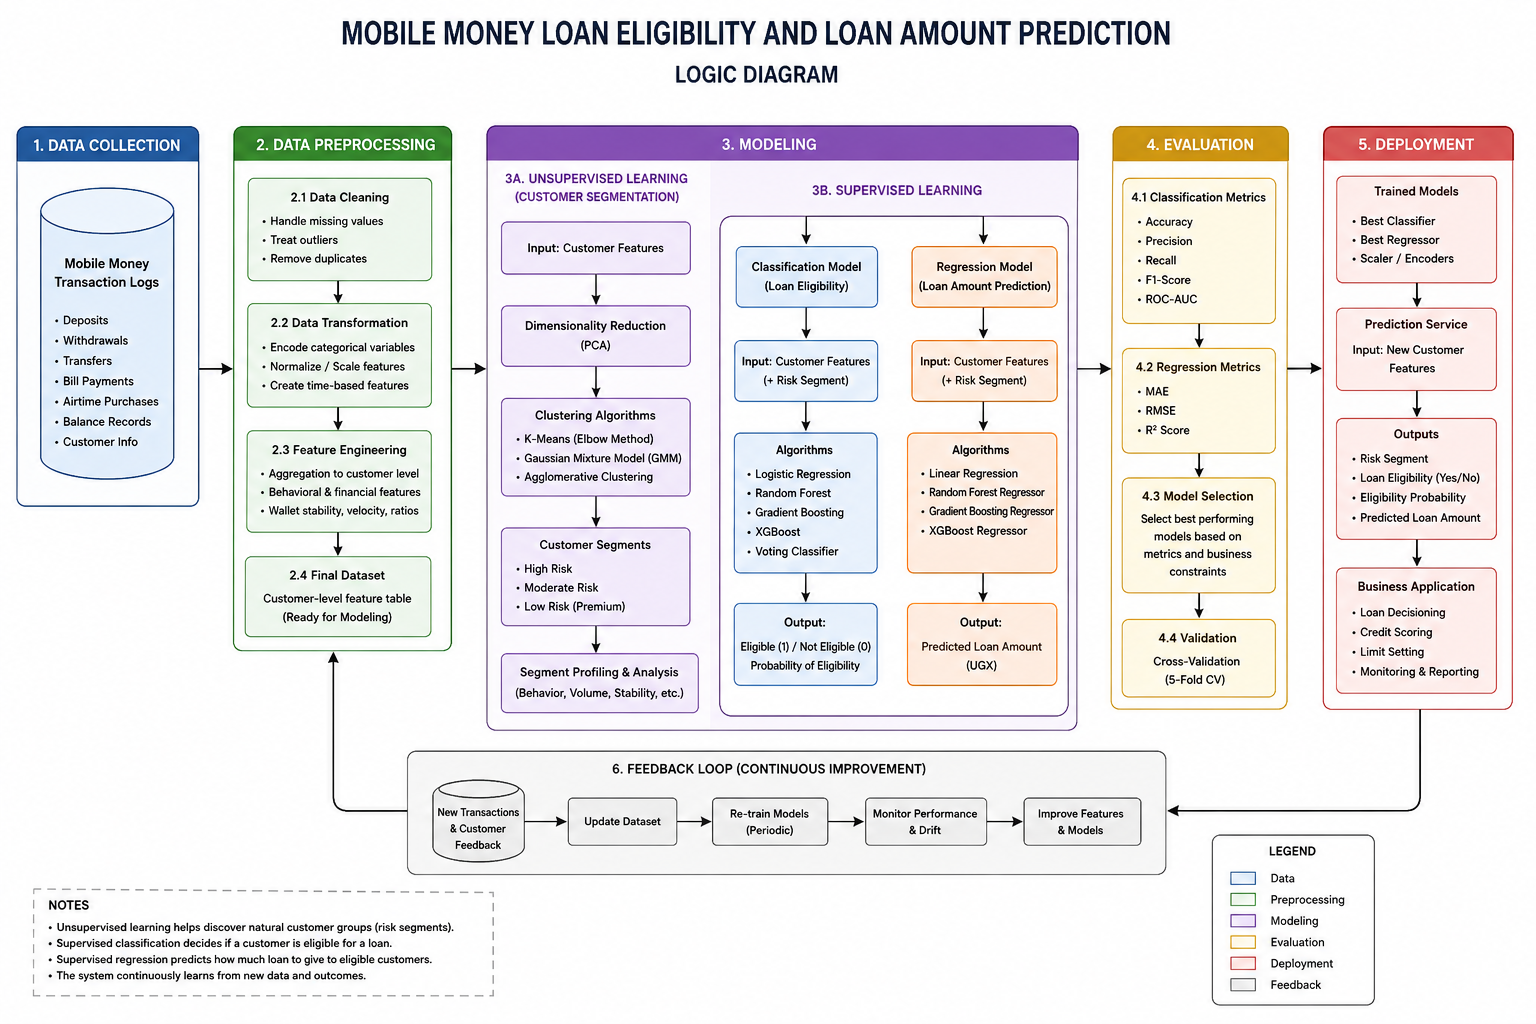 MOBILE MONEY LOAN ELIGIBILITY AND LOAN AMOUNT PREDICTION
LOGIC DIAGRAM
1. DATA COLLECTION
Mobile Money
Transaction Logs
• Deposits
• Withdrawals
• Transfers
• Bill Payments
• Airtime Purchases
• Balance Records
• Customer Info
2. DATA PREPROCESSING
2.1 Data Cleaning
• Handle missing values
• Treat outliers
• Remove duplicates
2.2 Data Transformation
• Encode categorical variables
• Normalize / Scale features
• Create time-based features
2.3 Feature Engineering
• Aggregation to customer level
• Behavioral & financial features
• Wallet stability, velocity, ratios
2.4 Final Dataset
Customer-level feature table
(Ready for Modeling)
3. MODELING
3A. UNSUPERVISED LEARNING
(CUSTOMER SEGMENTATION)
Input: Customer Features
Dimensionality Reduction
(PCA)
Clustering Algorithms
• K-Means (Elbow Method)
• Gaussian Mixture Model (GMM)
• Agglomerative Clustering
Customer Segments
• High Risk
• Moderate Risk
• Low Risk (Premium)
Segment Profiling & Analysis
(Behavior, Volume, Stability, etc.)
3B. SUPERVISED LEARNING
Classification Model
(Loan Eligibility)
Input: Customer Features
(+ Risk Segment)
Algorithms
• Logistic Regression
• Random Forest
• Gradient Boosting
• XGBoost
• Voting Classifier
Output:
Eligible (1) / Not Eligible (0)
Probability of Eligibility
Regression Model
(Loan Amount Prediction)
Input: Customer Features
(+ Risk Segment)
Algorithms
• Linear Regression
• Random Forest Regressor
• Gradient Boosting Regressor
• XGBoost Regressor
Output:
Predicted Loan Amount
(UGX)
4. EVALUATION
4.1 Classification Metrics
• Accuracy
• Precision
• Recall
• F1-Score
• ROC-AUC
4.2 Regression Metrics
• MAE
• RMSE
• R² Score
4.3 Model Selection
Select best performing
models based on
metrics and business
constraints
4.4 Validation
Cross-Validation
(5-Fold CV)
5. DEPLOYMENT
Trained Models
• Best Classifier
• Best Regressor
• Scaler / Encoders
Prediction Service
Input: New Customer
Features
Outputs
• Risk Segment
• Loan Eligibility (Yes/No)
• Eligibility Probability
• Predicted Loan Amount
Business Application
• Loan Decisioning
• Credit Scoring
• Limit Setting
• Monitoring & Reporting
6. FEEDBACK LOOP (CONTINUOUS IMPROVEMENT)
New Transactions
& Customer
Feedback
Update Dataset
Re-train Models
(Periodic)
Monitor Performance
& Drift
Improve Features
& Models
NOTES
• Unsupervised learning helps discover natural customer groups (risk segments).
• Supervised classification decides if a customer is eligible for a loan.
• Supervised regression predicts how much loan to give to eligible customers.
• The system continuously learns from new data and outcomes.
LEGEND
Data
Preprocessing
Modeling
Evaluation
Deployment
Feedback